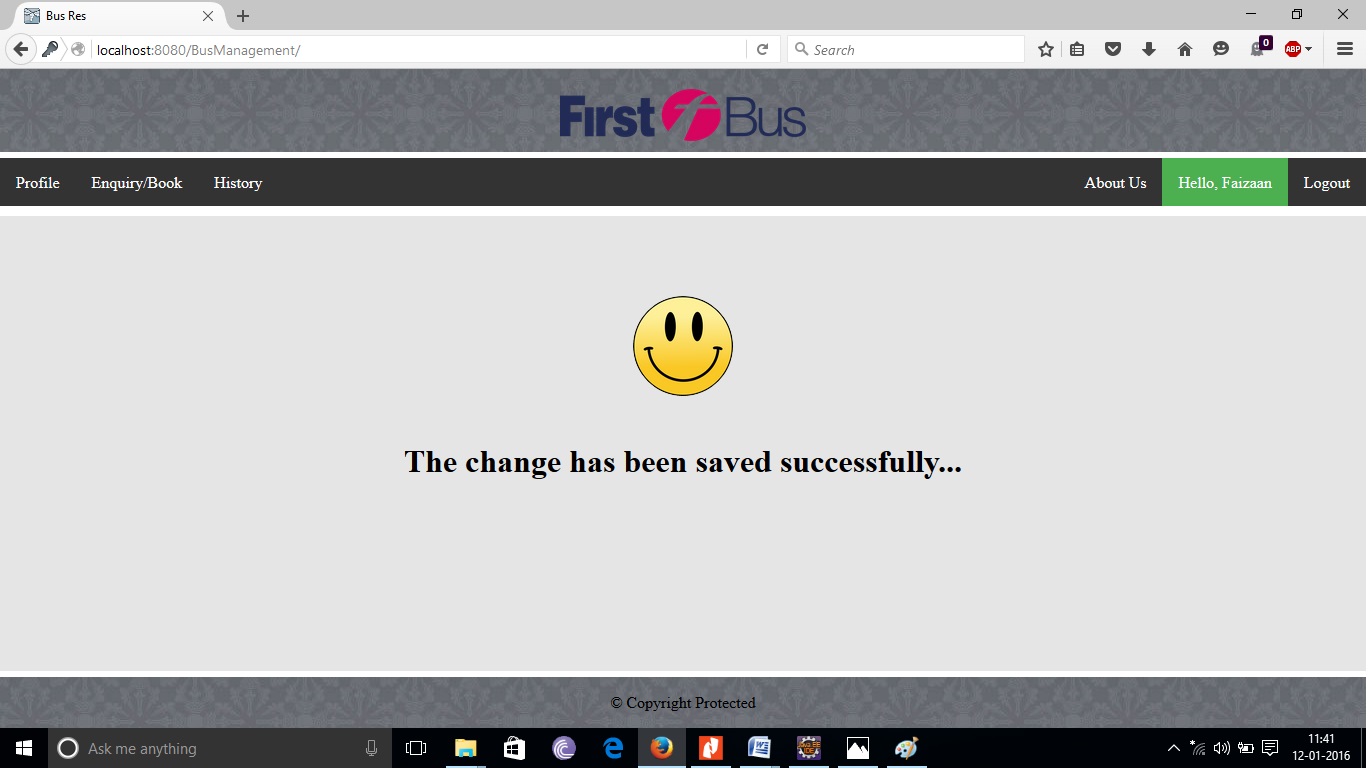 Bus Res
localhost:8080/BusManagement/
Search
0
ABP
First Bus
Profile Enquiry/Book History About Us Hello, Faizaan Logout
The change has been saved successfully...
© Copyright Protected
Ask me anything
11:41
12-01-2016